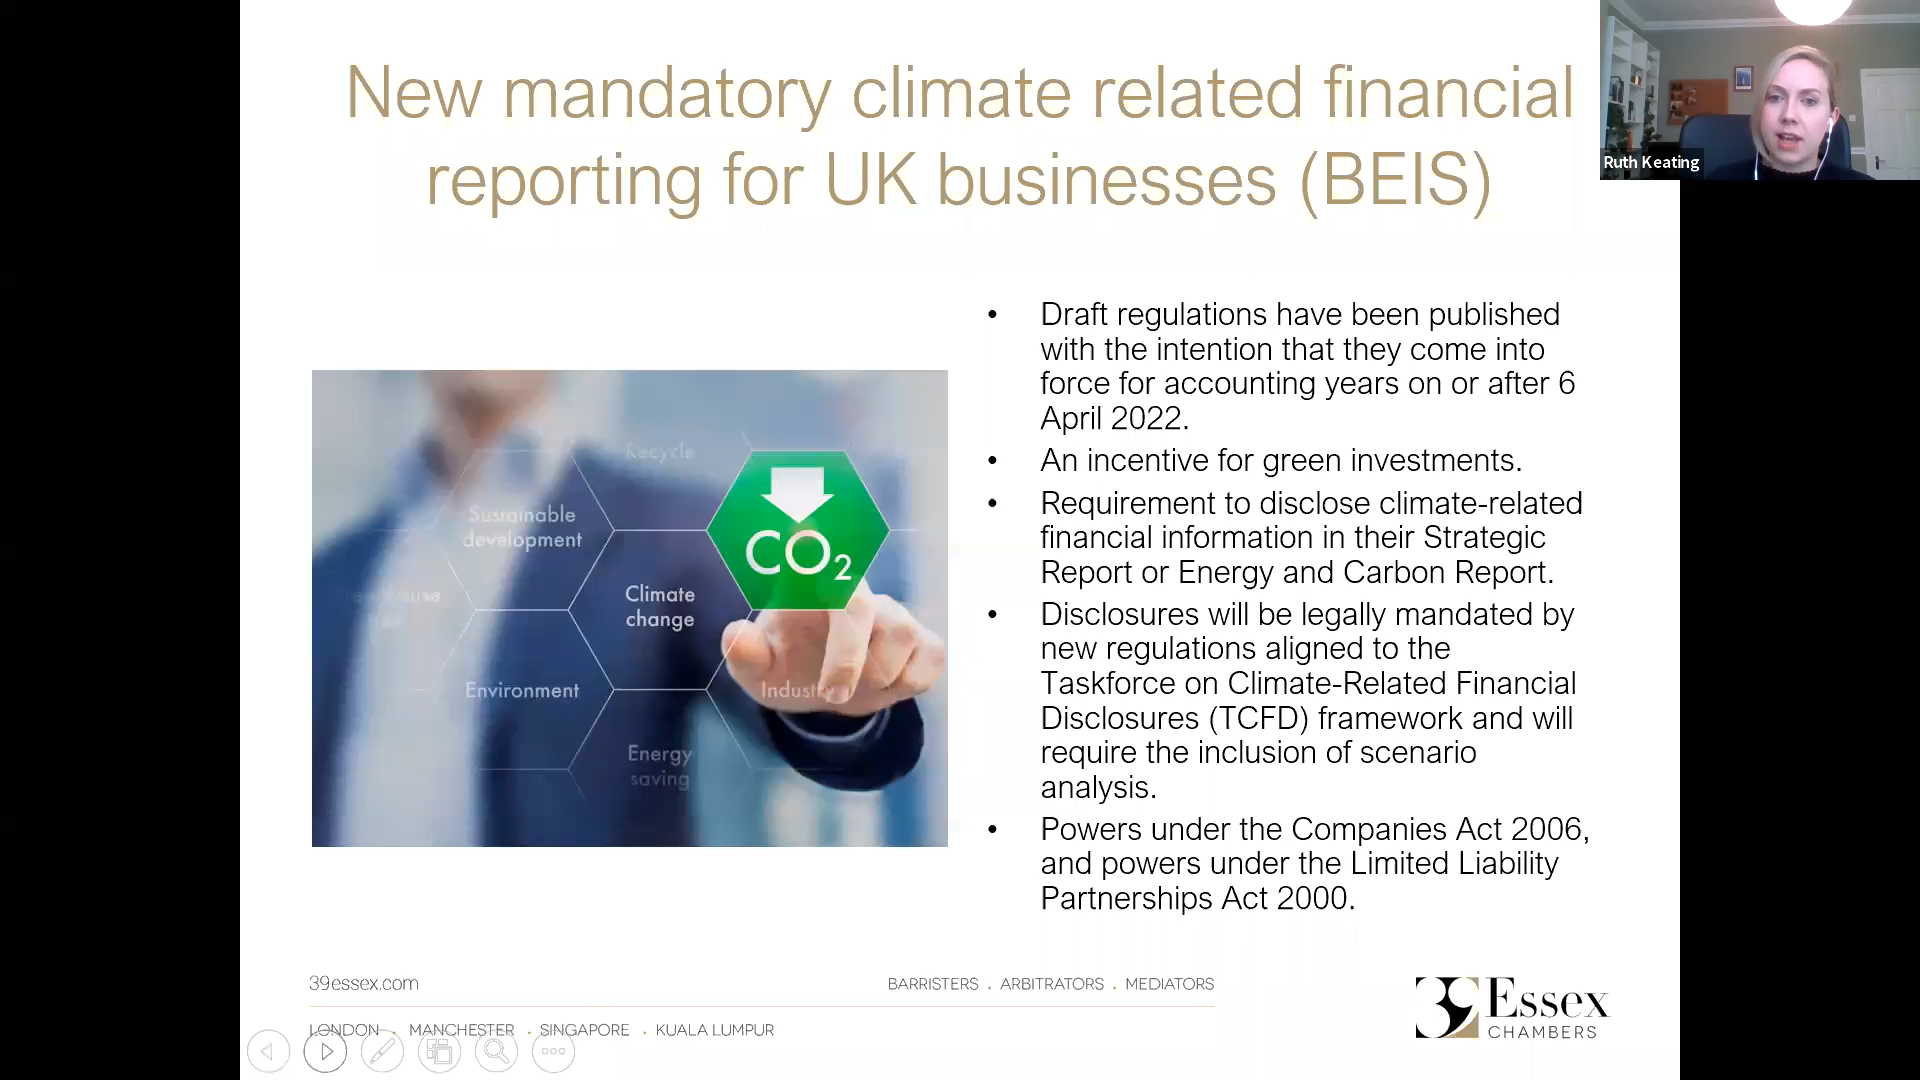 New mandatory climate related financial
reporting for UK businesses (BEIS)
Ruth Keating
• Draft regulations have been published
with the intention that they come into
force for accounting years on or after 6
April 2022.
• An incentive for green investments.
• Requirement to disclose climate-related
financial information in their Strategic
Report or Energy and Carbon Report.
• Disclosures will be legally mandated by
new regulations aligned to the
Taskforce on Climate-Related Financial
Disclosures (TCFD) framework and will
require the inclusion of scenario
analysis.
• Powers under the Companies Act 2006,
and powers under the Limited Liability
Partnerships Act 2000.
Recycle
Sustainable
development
CO₂
Climate
change
Environment
Industry
Energy
saving
39essex.com
BARRISTERS . ARBITRATORS . MEDIATORS
LONDON . MANCHESTER . SINGAPORE . KUALA LUMPUR
39 Essex
CHAMBERS